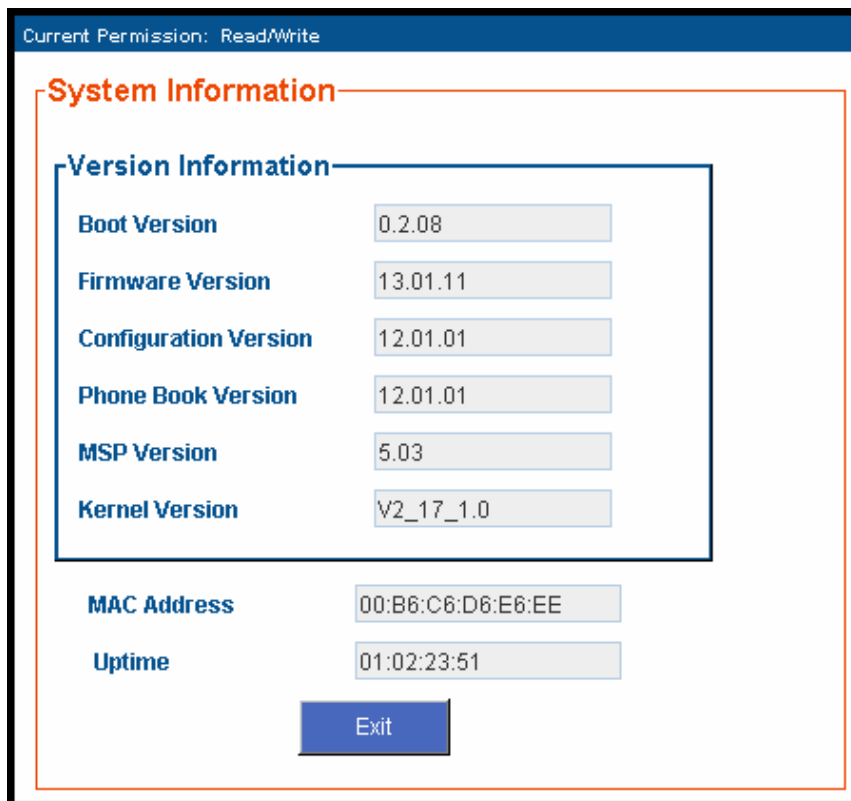 Current Permission: Read/Write
System Information
Version Information
Boot Version 0.2.08
Firmware Version 13.01.11
Configuration Version 12.01.01
Phone Book Version 12.01.01
MSP Version 5.03
Kernel Version V2_17_1.0
MAC Address 00:B6:C6:D6:E6:EE
Uptime 01:02:23:51
Exit